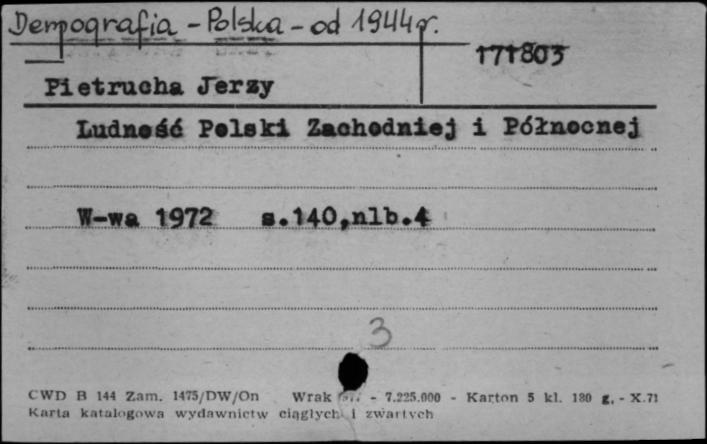 Demografia - Polska - od 1944 r.
171803
Pietrucha Jerzy
Ludność Polski Zachodniej i Północnej
W-wa 1972 s.140,nlb.4
3
CWD B 144 Zam. 1475/DW/On Wrak - 7.225.000 - Karton 5 kl. 180 g. - X.71
Karta katalogowa wydawnictw ciągłych i zwartych